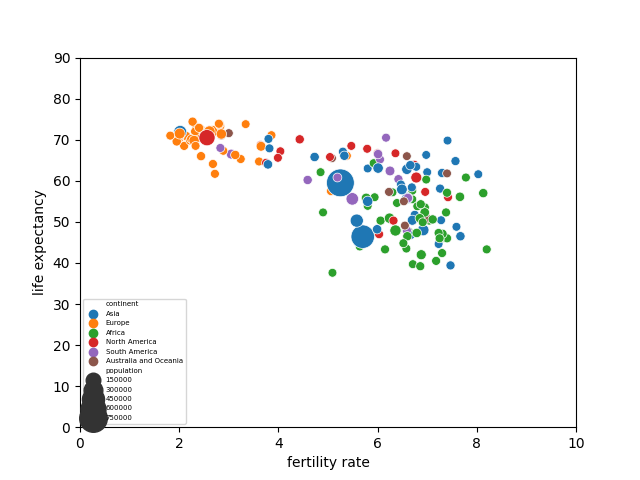 90
80
70
60
50
40
30
20
10
0
life expectancy
continent
Asia
Europe
Africa
North America
South America
Australia and Oceania
population
150000
300000
450000
600000
750000
0 2 4 6 8 10
fertility rate